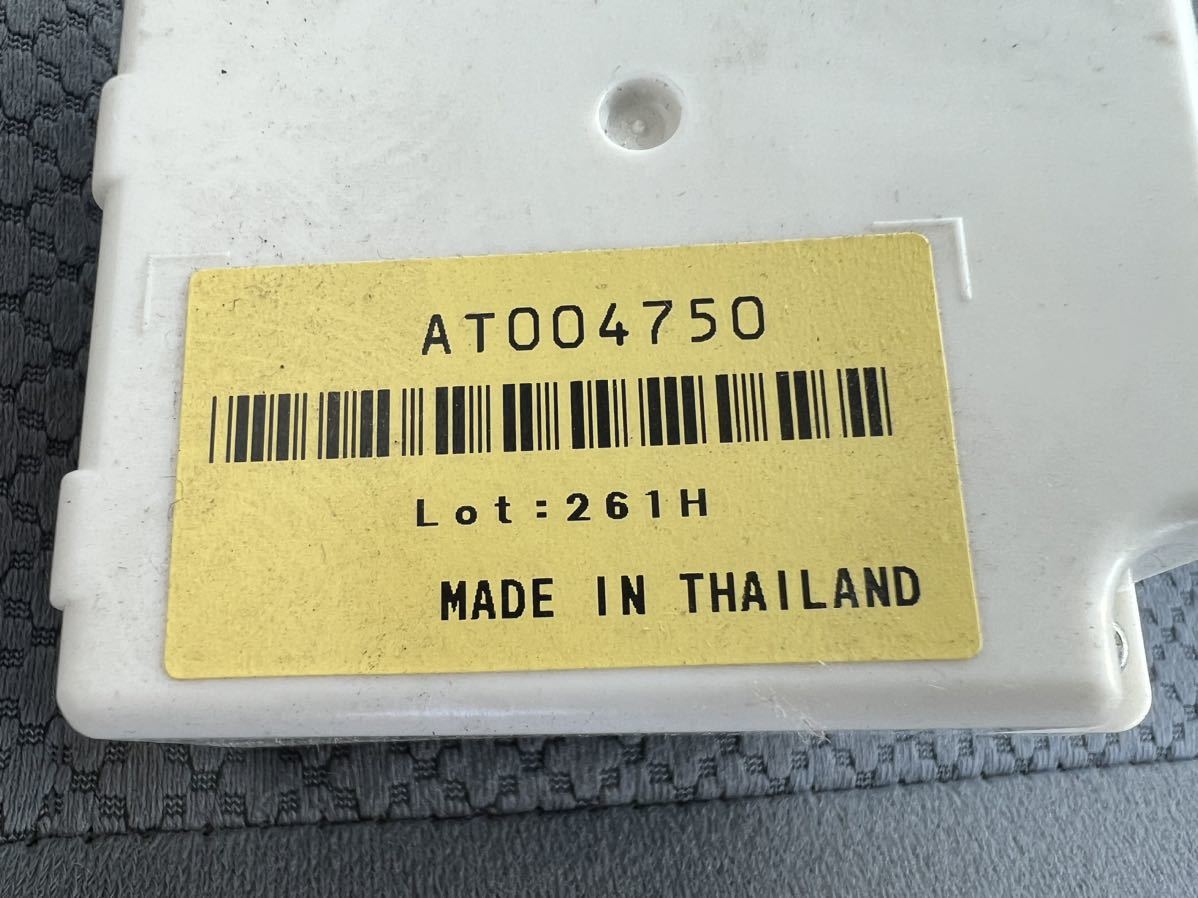 AT004750
Lot:261H
MADE IN THAILAND